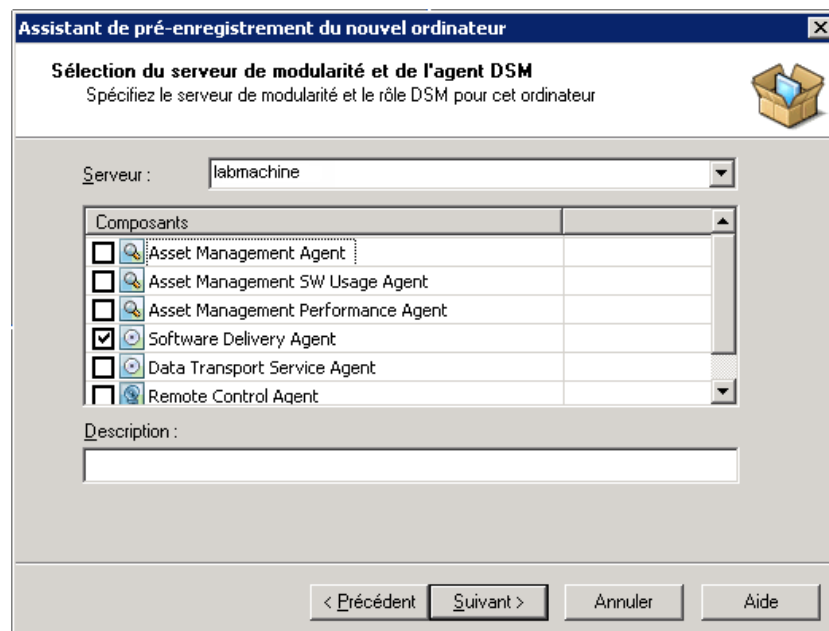 Assistant de pré-enregistrement du nouvel ordinateur
Sélection du serveur de modularité et de l'agent DSM
Spécifiez le serveur de modularité et le rôle DSM pour cet ordinateur
Serveur : labmachine
Composants
Asset Management Agent
Asset Management SW Usage Agent
Asset Management Performance Agent
Software Delivery Agent
Data Transport Service Agent
Remote Control Agent
Description :
< Précédent Suivant > Annuler Aide